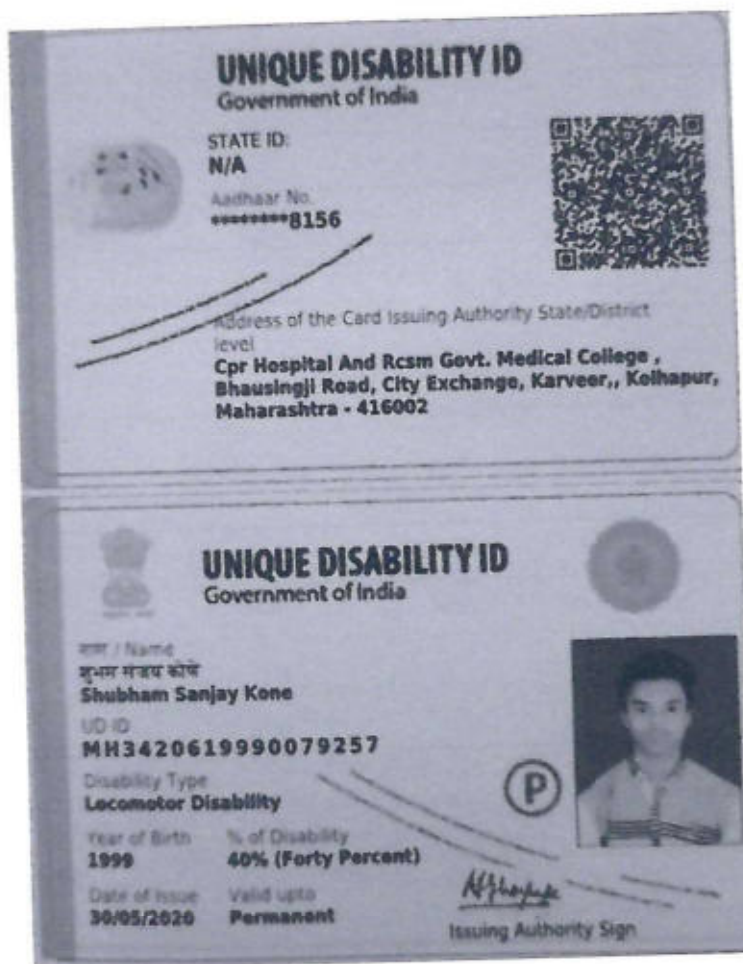 UNIQUE DISABILITY ID
Government of India
STATE ID:
N/A
Aadhaar No.
********8156
Address of the Card Issuing Authority State/District
level
Cpr Hospital And Rcsm Govt. Medical College ,
Bhausingji Road, City Exchange, Karveer,, Kolhapur,
Maharashtra - 416002
UNIQUE DISABILITY ID
Government of India
नाम / Name
शुभम संजय कोणे
Shubham Sanjay Kone
UD ID
MH3420619990079257
Disability Type
Locomotor Disability
P
Year of Birth % of Disability
1999 40% (Forty Percent)
Date of Issue Valid upto
30/05/2020 Permanent
Issuing Authority Sign